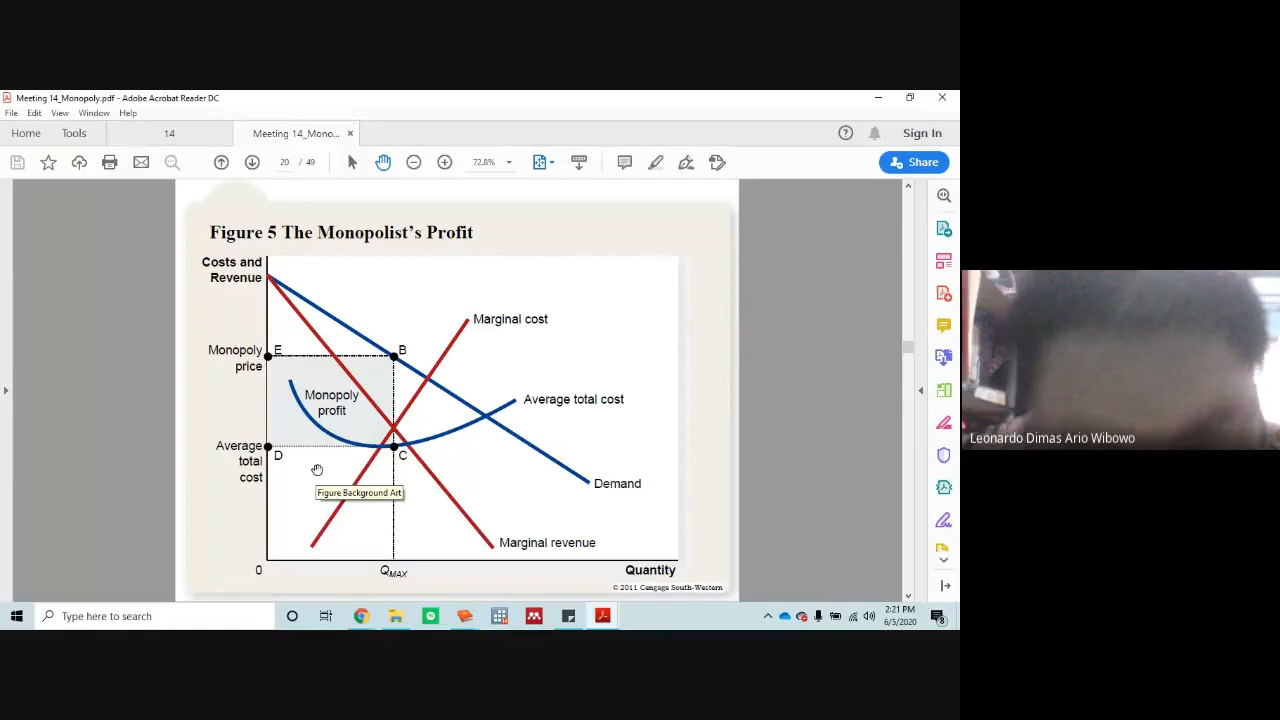 Meeting 14_Monopoly.pdf - Adobe Acrobat Reader DC
File Edit View Window Help
Home Tools 14 Meeting 14_Mono... × Sign In
20 / 49 72.8% Share
Figure 5 The Monopolist's Profit
Costs and
Revenue
Marginal cost
Monopoly
price
E
B
Monopoly
profit
Average total cost
Average
total
cost
D
C
Figure Background Art
Demand
Marginal revenue
0
QMAX
Quantity
© 2011 Cengage South-Western
Leonardo Dimas Ario Wibowo
Type here to search
2:21 PM
6/5/2020
8